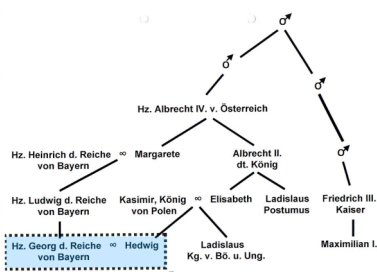 Hz. Albrecht IV. v. Österreich
Hz. Heinrich d. Reiche ∞ Margarete
von Bayern
Albrecht II.
dt. König
Hz. Ludwig d. Reiche
von Bayern
Kasimir, König ∞ Elisabeth
von Polen
Ladislaus
Postumus
Friedrich III.
Kaiser
Hz. Georg d. Reiche ∞ Hedwig
von Bayern
Ladislaus
Kg. v. Bö. u. Ung.
Maximilian I.